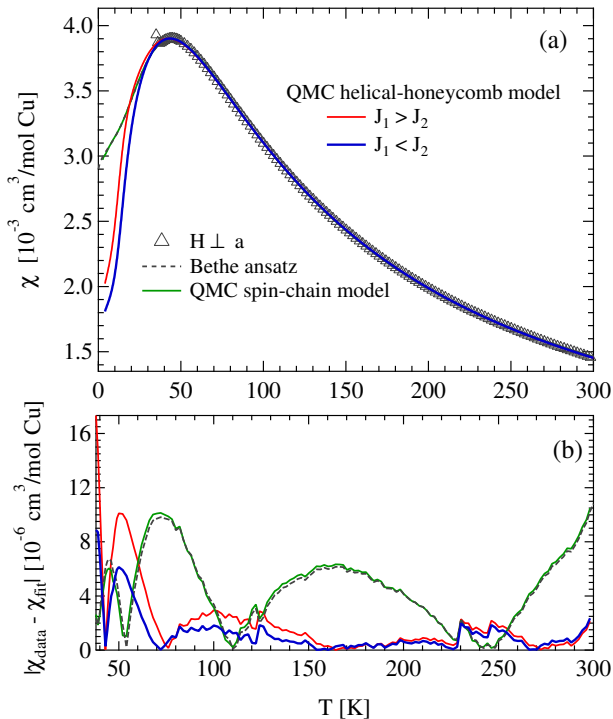 4.0
(a)
3.5
QMC helical-honeycomb model
J₁ > J₂
J₁ < J₂
3.0
χ [10⁻³ cm³/mol Cu]
2.5
H ⊥ a
Bethe ansatz
2.0
QMC spin-chain model
1.5
0 50 100 150 200 250 300
16
(b)
12
|χdata - χfit| [10⁻⁶ cm³/mol Cu]
8
4
0
50 100 150 200 250 300
T [K]